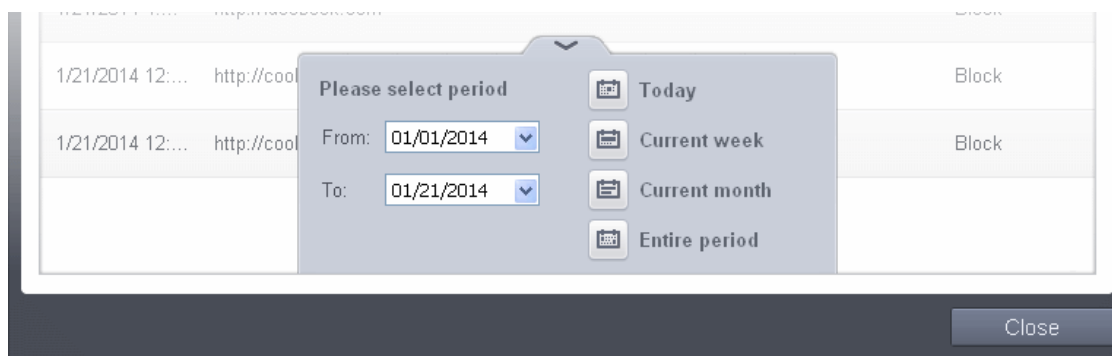 1/21/2014 12:... http://cool Block
1/21/2014 12:... http://cool Block
Please select period
From: 01/01/2014
To: 01/21/2014
Today
Current week
Current month
Entire period
Close